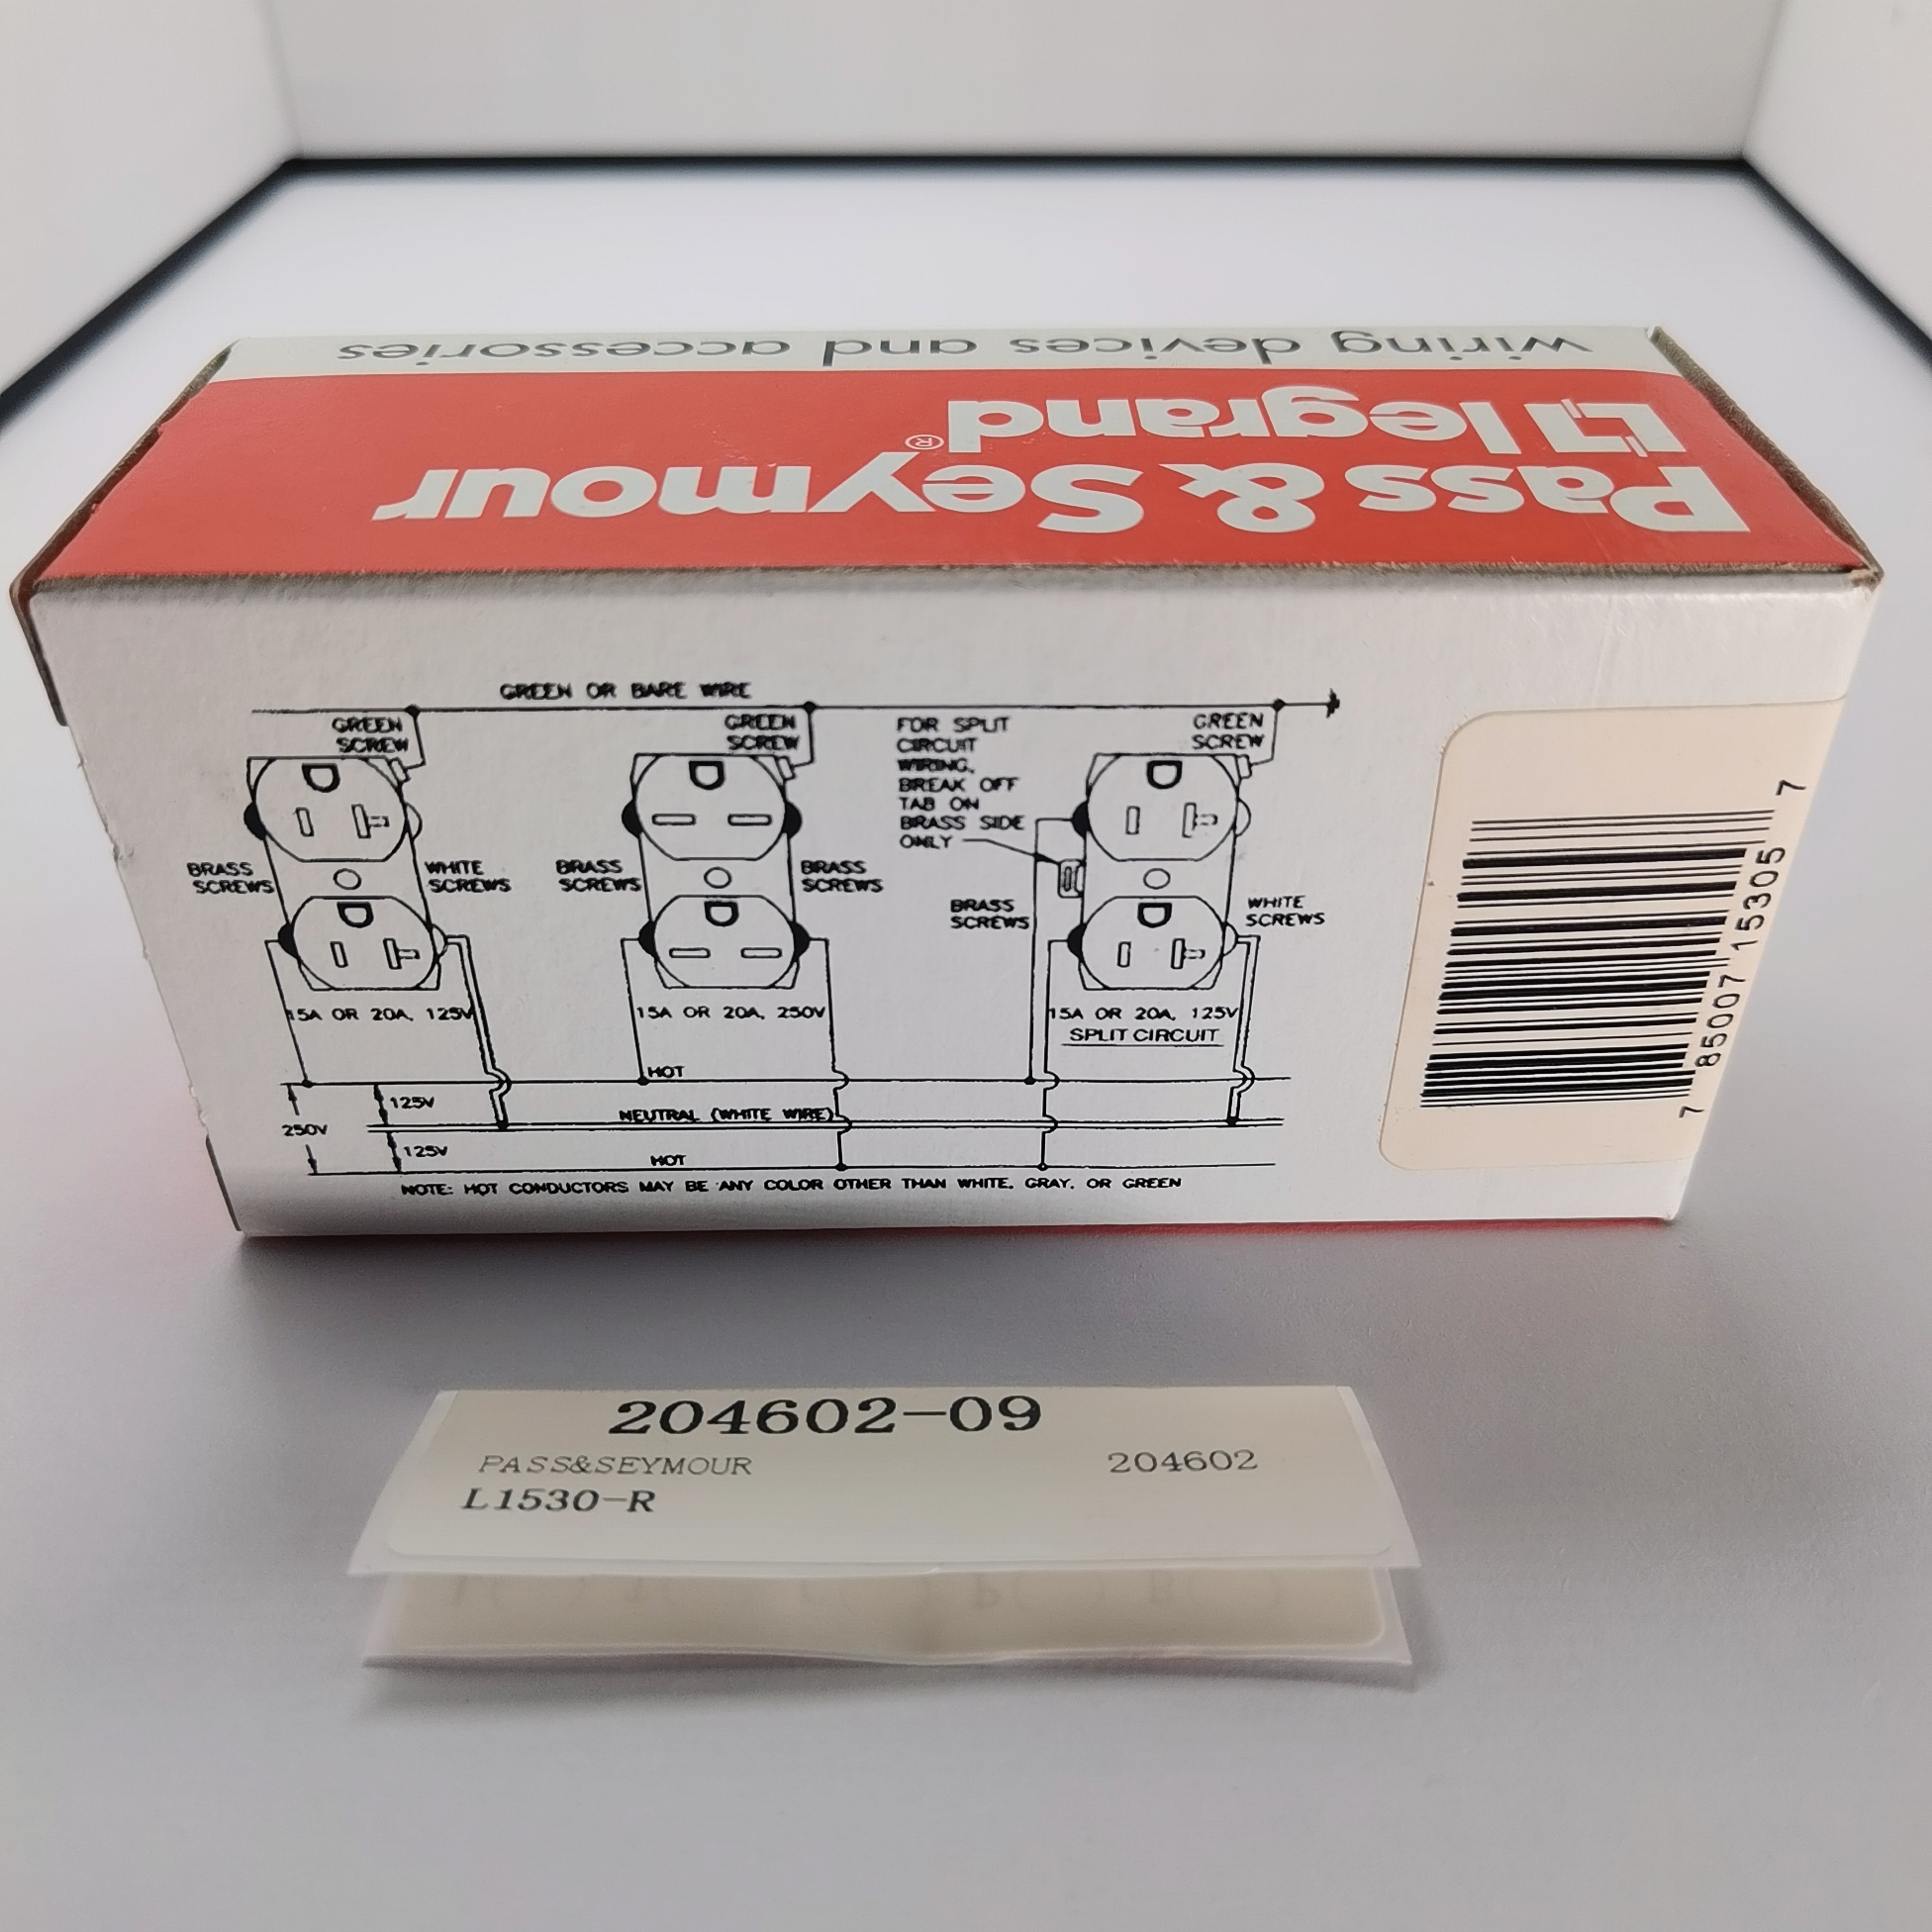 wiring devices and accessories
legrand®
Pass & Seymour
GREEN OR BARE WIRE
GREEN
SCREW
GREEN
SCREW
FOR SPLIT
CIRCUIT
WIRING,
BREAK OFF
TAB ON
BRASS SIDE
ONLY
GREEN
SCREW
BRASS
SCREWS
WHITE
SCREWS
BRASS
SCREWS
BRASS
SCREWS
BRASS
SCREWS
WHITE
SCREWS
15A OR 20A, 125V
15A OR 20A, 250V
15A OR 20A, 125V
SPLIT CIRCUIT
HOT
125V
NEUTRAL (WHITE WIRE)
250V
125V
HOT
NOTE: HOT CONDUCTORS MAY BE ANY COLOR OTHER THAN WHITE, GRAY, OR GREEN
7 85007 15305 7
204602-09
PASS&SEYMOUR 204602
L1530-R